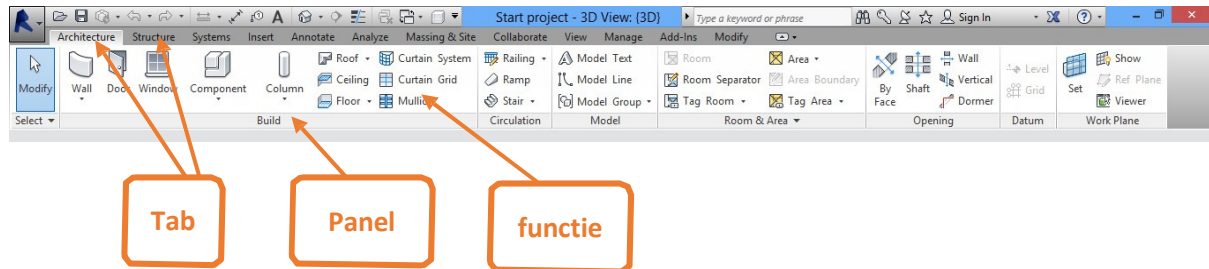 Start project - 3D View: {3D} Type a keyword or phrase Sign In
Architecture Structure Systems Insert Annotate Analyze Massing & Site Collaborate View Manage Add-Ins Modify
Modify Wall Door Window Component Column
Roof Curtain System
Ceiling Curtain Grid
Floor Mullion
Railing
Ramp
Stair
Model Text
Model Line
Model Group
Room Area
Room Separator Area Boundary
Tag Room Tag Area
By Face Shaft
Wall
Vertical
Dormer
Level
Grid
Set
Show
Ref Plane
Viewer
Select Build Circulation Model Room & Area Opening Datum Work Plane
Tab Panel functie